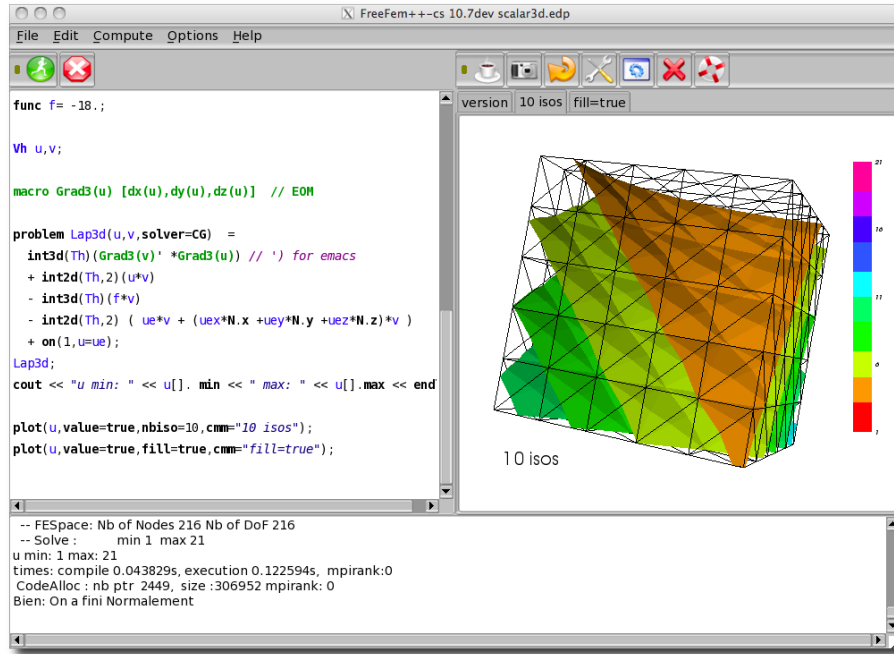 FreeFem++-cs 10.7dev scalar3d.edp
File Edit Compute Options Help
func f= -18.;
Vh u,v;
macro Grad3(u) [dx(u),dy(u),dz(u)]  // EOM
problem Lap3d(u,v,solver=CG)  =
int3d(Th)(Grad3(v)' *Grad3(u)) // ') for emacs
+ int2d(Th,2)(u*v)
- int3d(Th)(f*v)
- int2d(Th,2) ( ue*v + (uex*N.x +uey*N.y +uez*N.z)*v )
+ on(1,u=ue);
Lap3d;
cout << "u min: " << u[]. min << " max: " << u[].max << endl
plot(u,value=true,nbiso=10,cmm="10 isos");
plot(u,value=true,fill=true,cmm="fill=true");
version 10 isos fill=true
21
16
11
6
1
10 isos
-- FESpace: Nb of Nodes 216 Nb of DoF 216
-- Solve :          min 1  max 21
u min: 1 max: 21
times: compile 0.043829s, execution 0.122594s,  mpirank:0
CodeAlloc : nb ptr  2449,  size :306952 mpirank: 0
Bien: On a fini Normalement